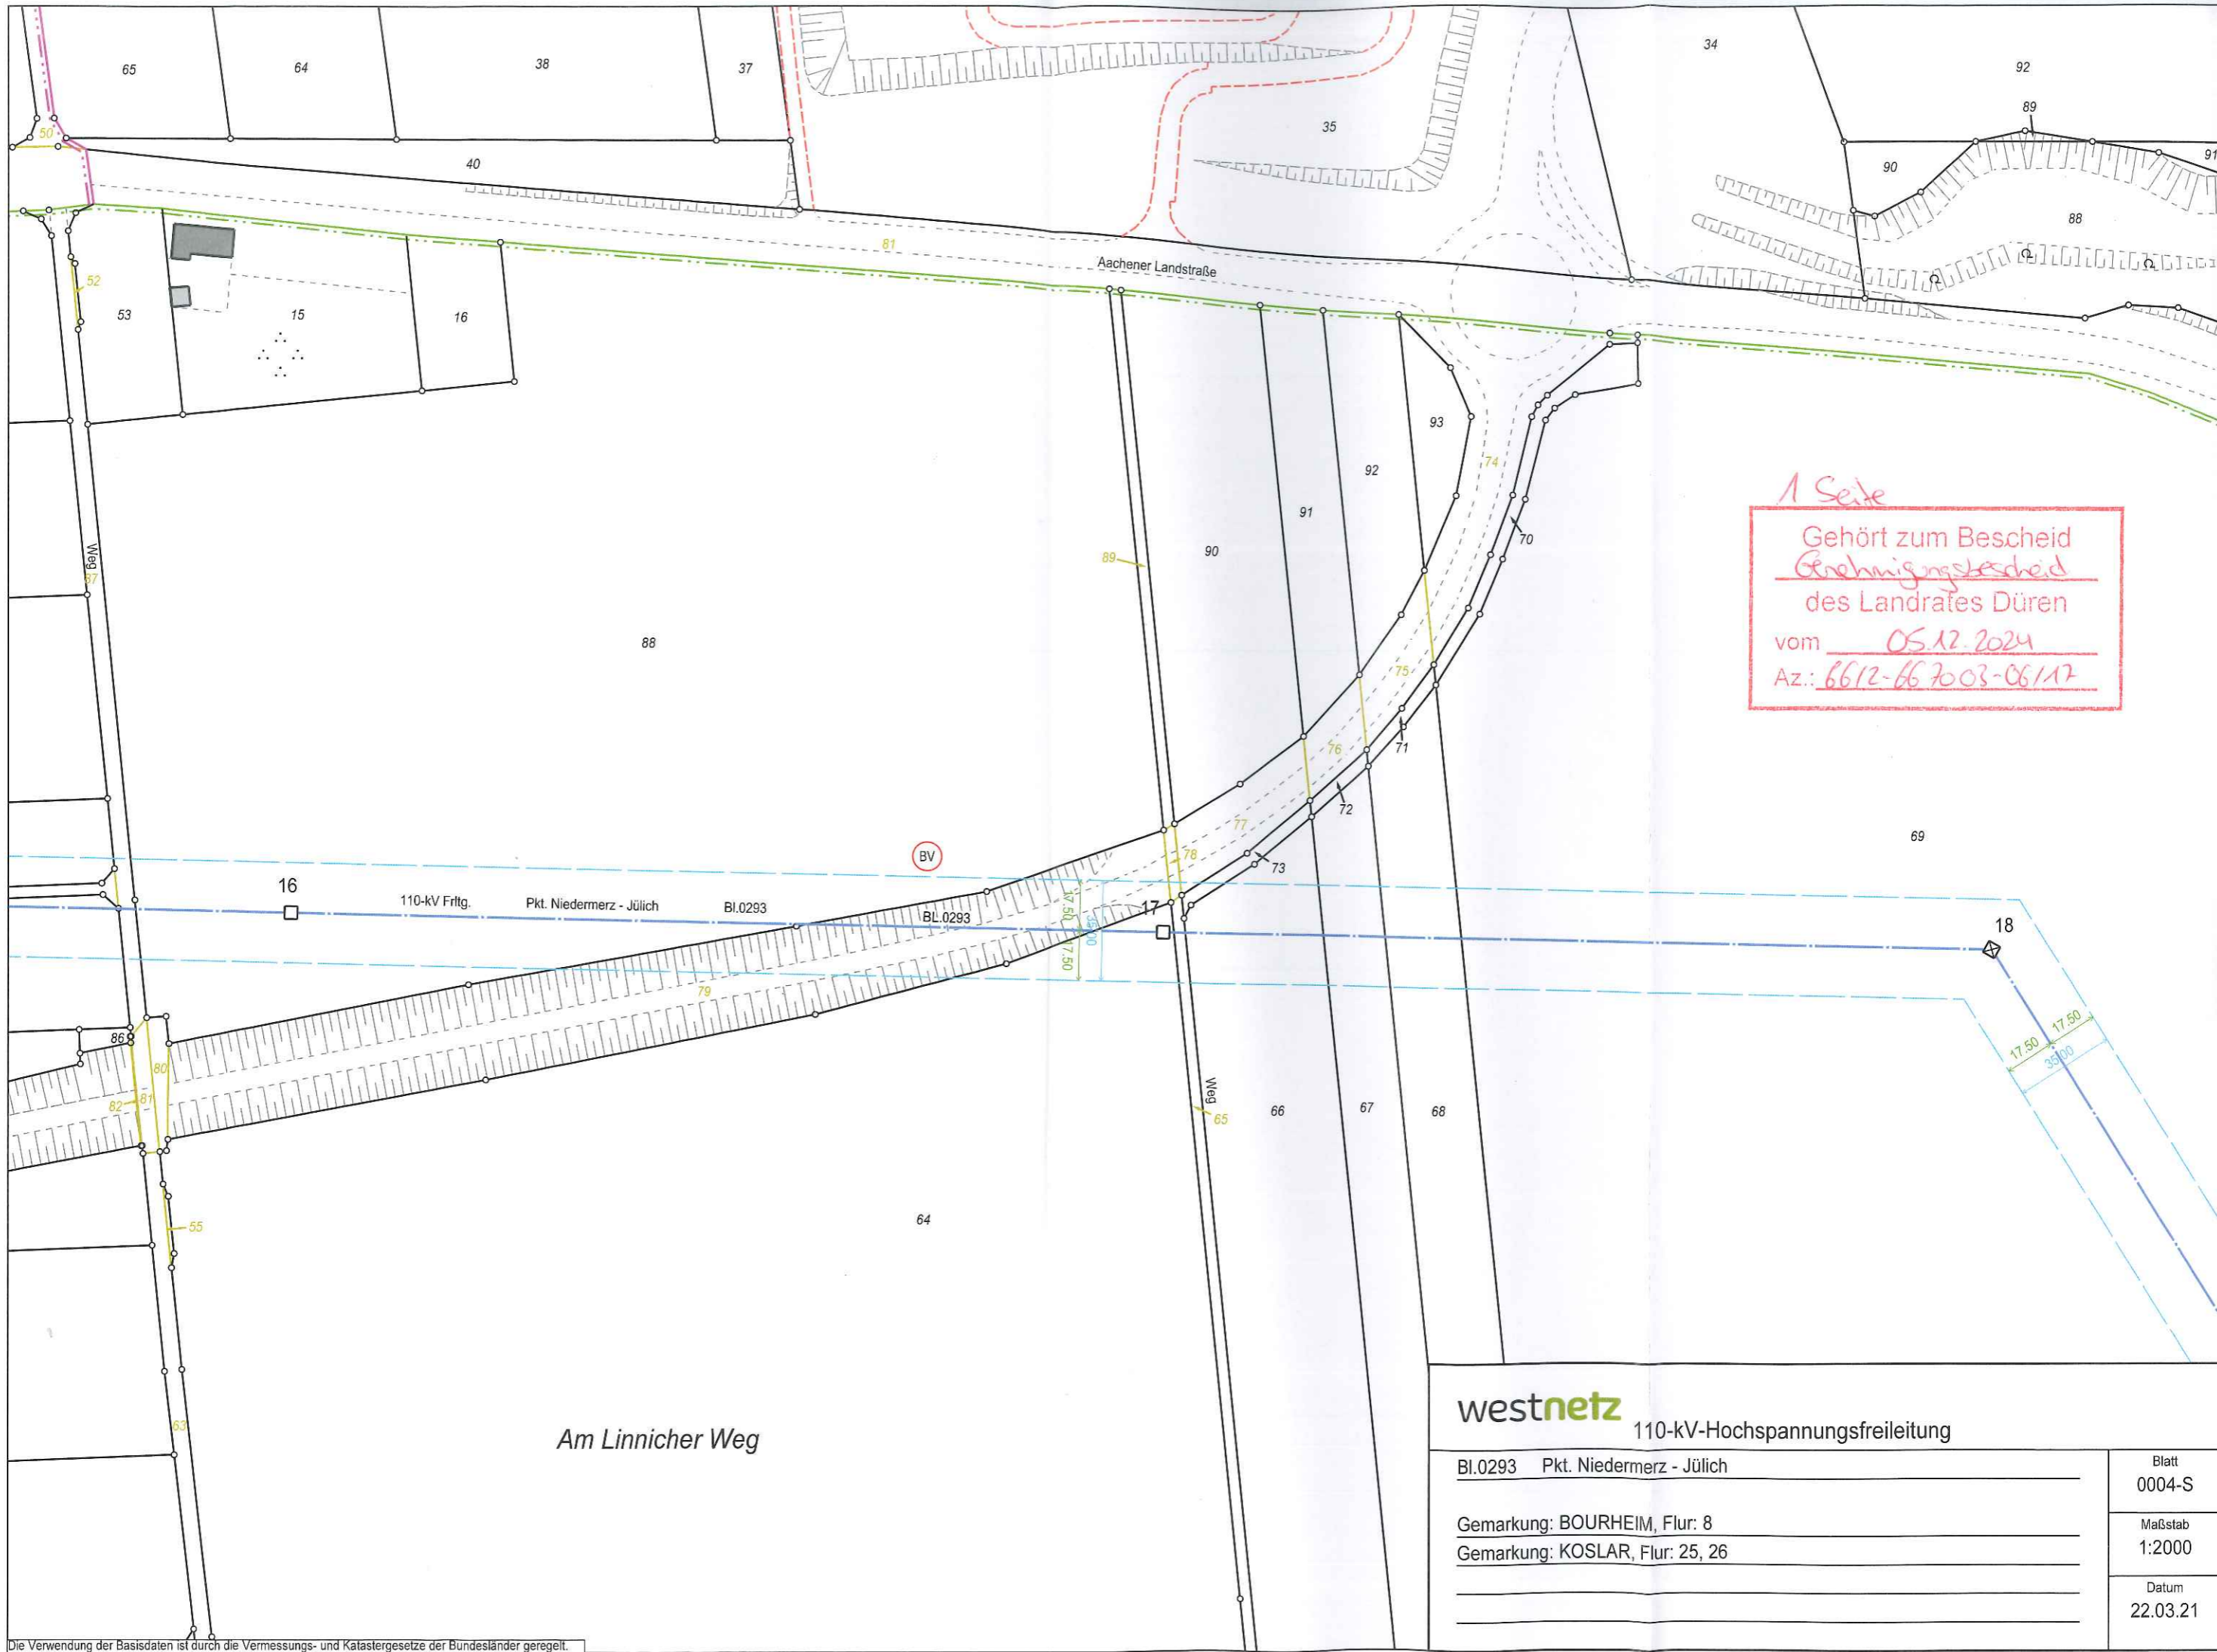 65
64
38
37
34
92
89
50
35
90
91
40
88
81
Aachener Landstraße
52
53
15
16
93
92
74
91
90
70
89
Weg
87
88
1 Seite
Gehört zum Bescheid
Genehmigungsbescheid
des Landrates Düren
vom 05.12.2024
Az.: 66/2-667003-06/17
75
76
71
72
77
78
73
69
BV
16
110-kV Frltg.
Pkt. Niedermerz - Jülich
Bl.0293
BL.0293
17.50
17.50
35.00
17
18
79
86
80
82
81
17.50
17.50
35.00
Weg
65
66
67
68
55
64
63
Am Linnicher Weg
westnetz
110-kV-Hochspannungsfreileitung
Bl.0293 Pkt. Niedermerz - Jülich
Blatt
0004-S
Gemarkung: BOURHEIM, Flur: 8
Gemarkung: KOSLAR, Flur: 25, 26
Maßstab
1:2000
Datum
22.03.21
Die Verwendung der Basisdaten ist durch die Vermessungs- und Katastergesetze der Bundesländer geregelt.